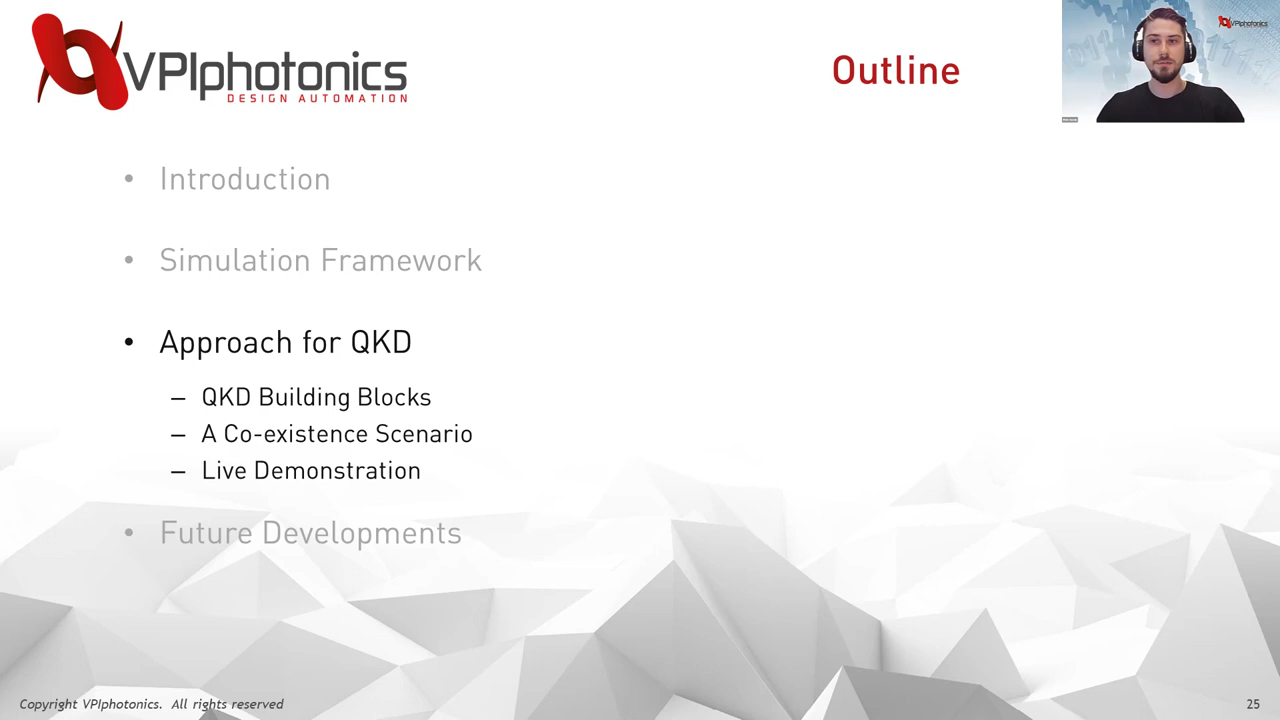 VPIphotonics
DESIGN AUTOMATION
Outline
VPIphotonics
• Introduction
• Simulation Framework
• Approach for QKD
– QKD Building Blocks
– A Co-existence Scenario
– Live Demonstration
• Future Developments
Copyright VPIphotonics. All rights reserved
25